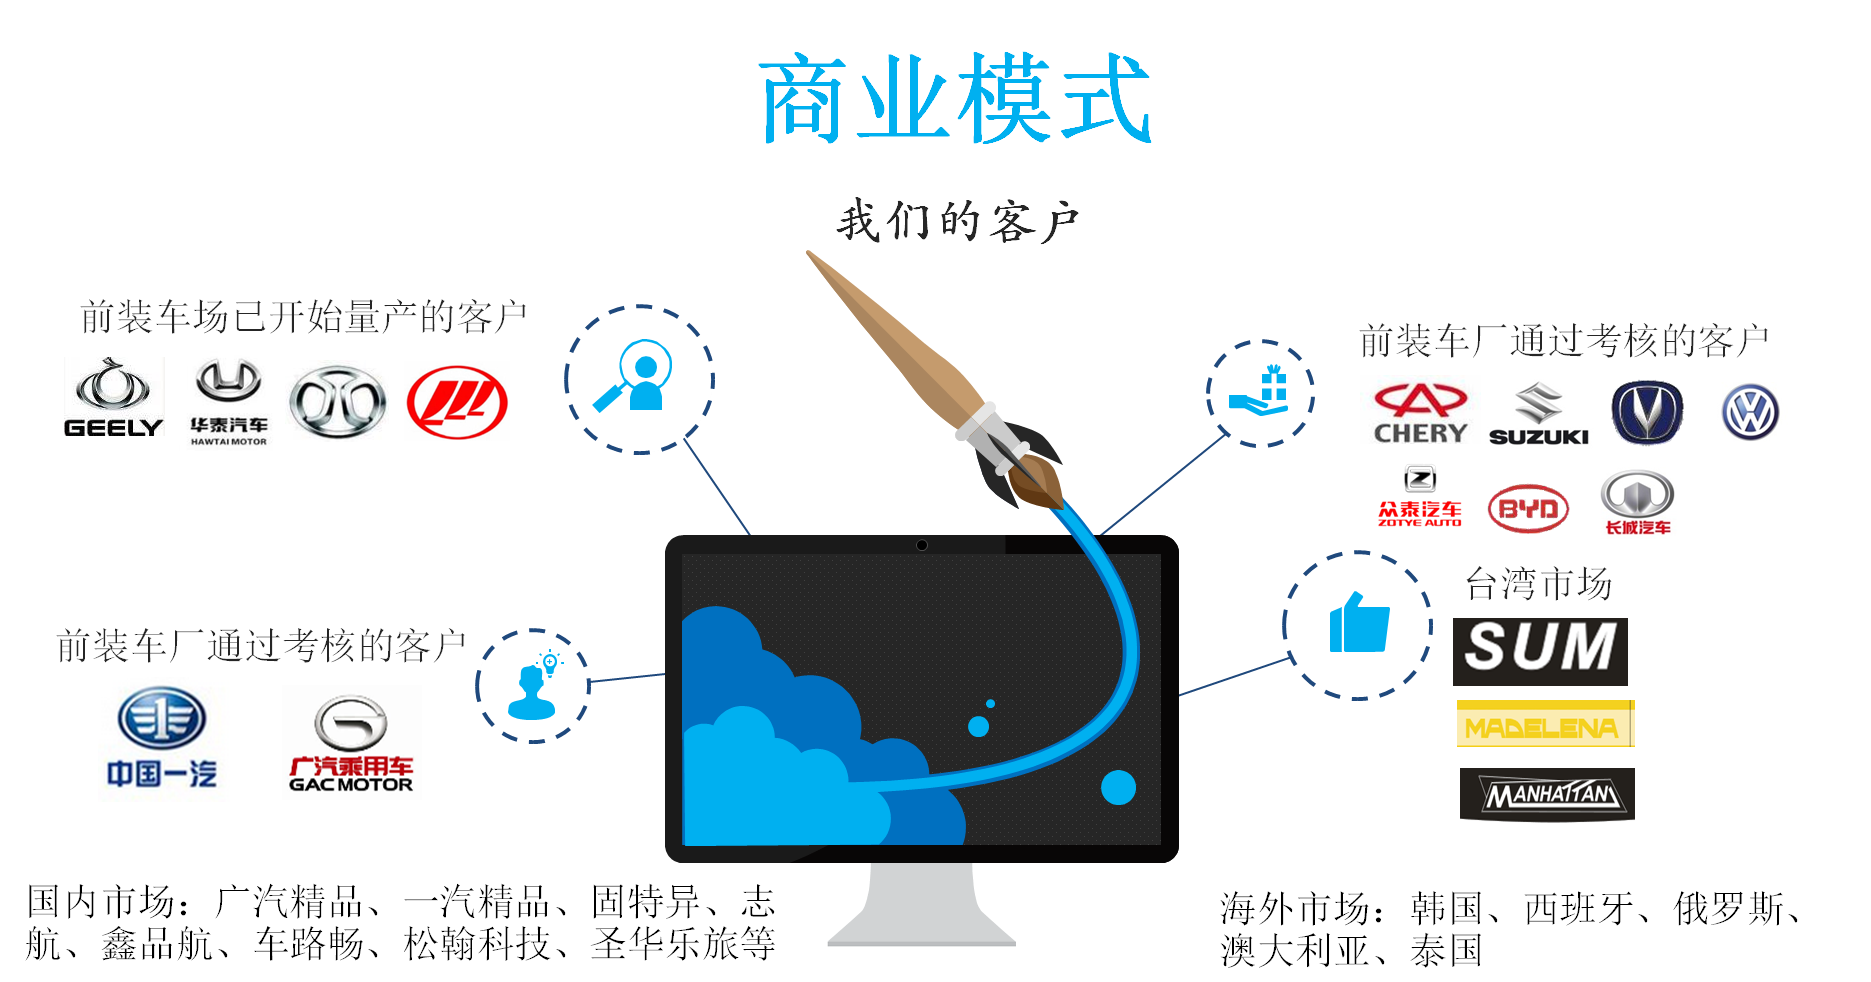 商业模式
我们的客户
前装车场已开始量产的客户
GEELY
华泰汽车
HAWTAI MOTOR
前装车厂通过考核的客户
CHERY
SUZUKI
众泰汽车
ZOTYE AUTO
BYD
长城汽车
台湾市场
SUM
MADELENA
MANHATTAN
前装车厂通过考核的客户
中国一汽
广汽乘用车
GAC MOTOR
国内市场：广汽精品、一汽精品、固特异、志
航、鑫品航、车路畅、松翰科技、圣华乐旅等
海外市场：韩国、西班牙、俄罗斯、
澳大利亚、泰国